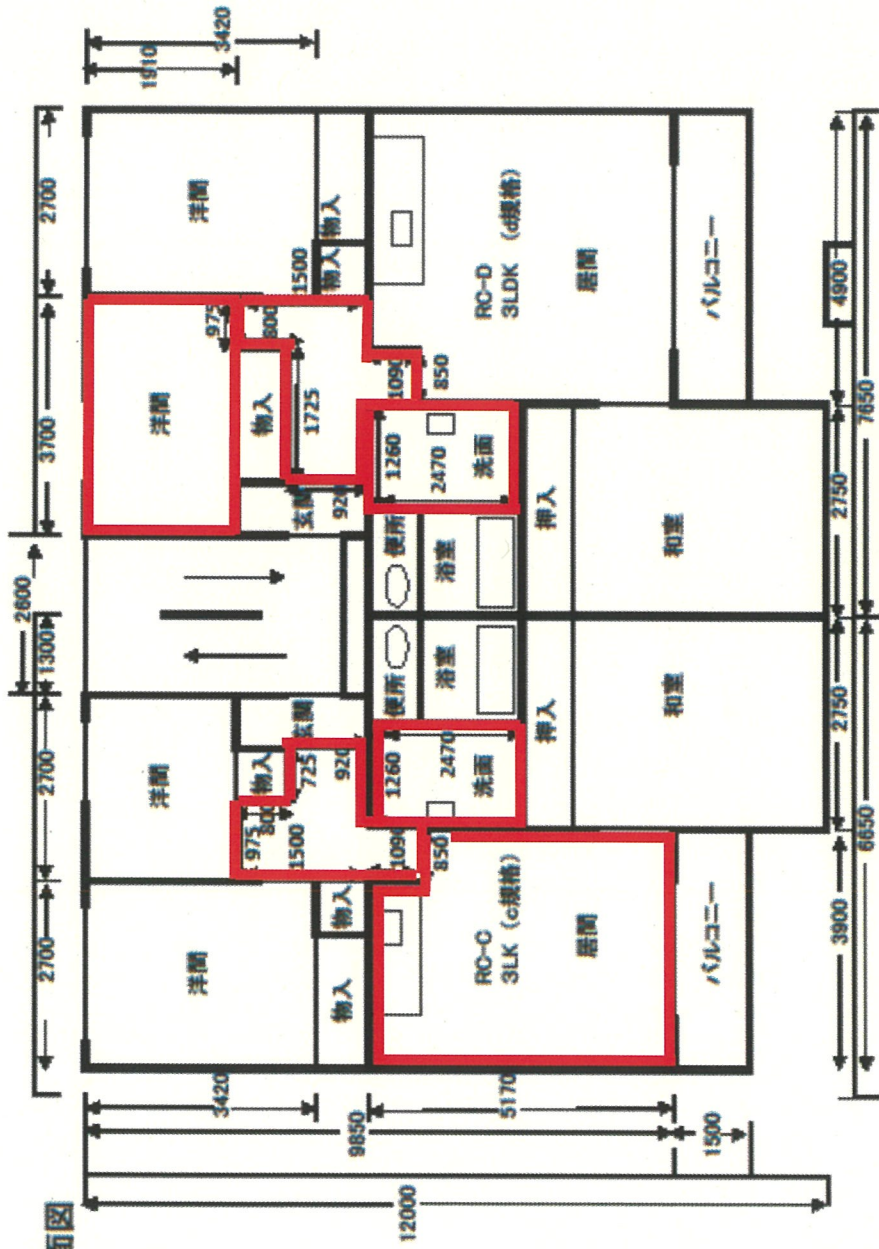 面図
2600
2700
2700
1300
3700
2700
1910
3420
洋間
洋間
洋間
洋間
975
物入
玄関
物入
800
725
975
1500
920
物入
物入
玄関
920
1725
800
1500
物入
物入
1090
850
1260
2470
洗面
便所
便所
浴室
浴室
1260
2470
洗面
1090
850
RC-C
3LK (c規格)
居間
RC-D
3LDK (d規格)
居間
押入
押入
和室
和室
バルコニー
バルコニー
3420
9850
5170
1500
12000
3900
2750
2750
4900
6650
7650